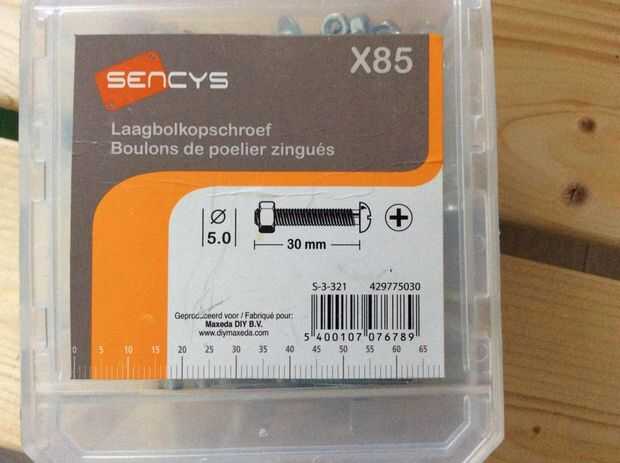 SENCYS
X85
Laagbolkopschroef
Boulons de poelier zingués
Ø
5.0
30 mm
S-3-321 429775030
Geproduceerd voor / Fabriqué pour:
Maxeda DIY B.V.
www.diymaxeda.com
5 400107 076789
0 5 10 15 20 25 30 35 40 45 50 55 60 65